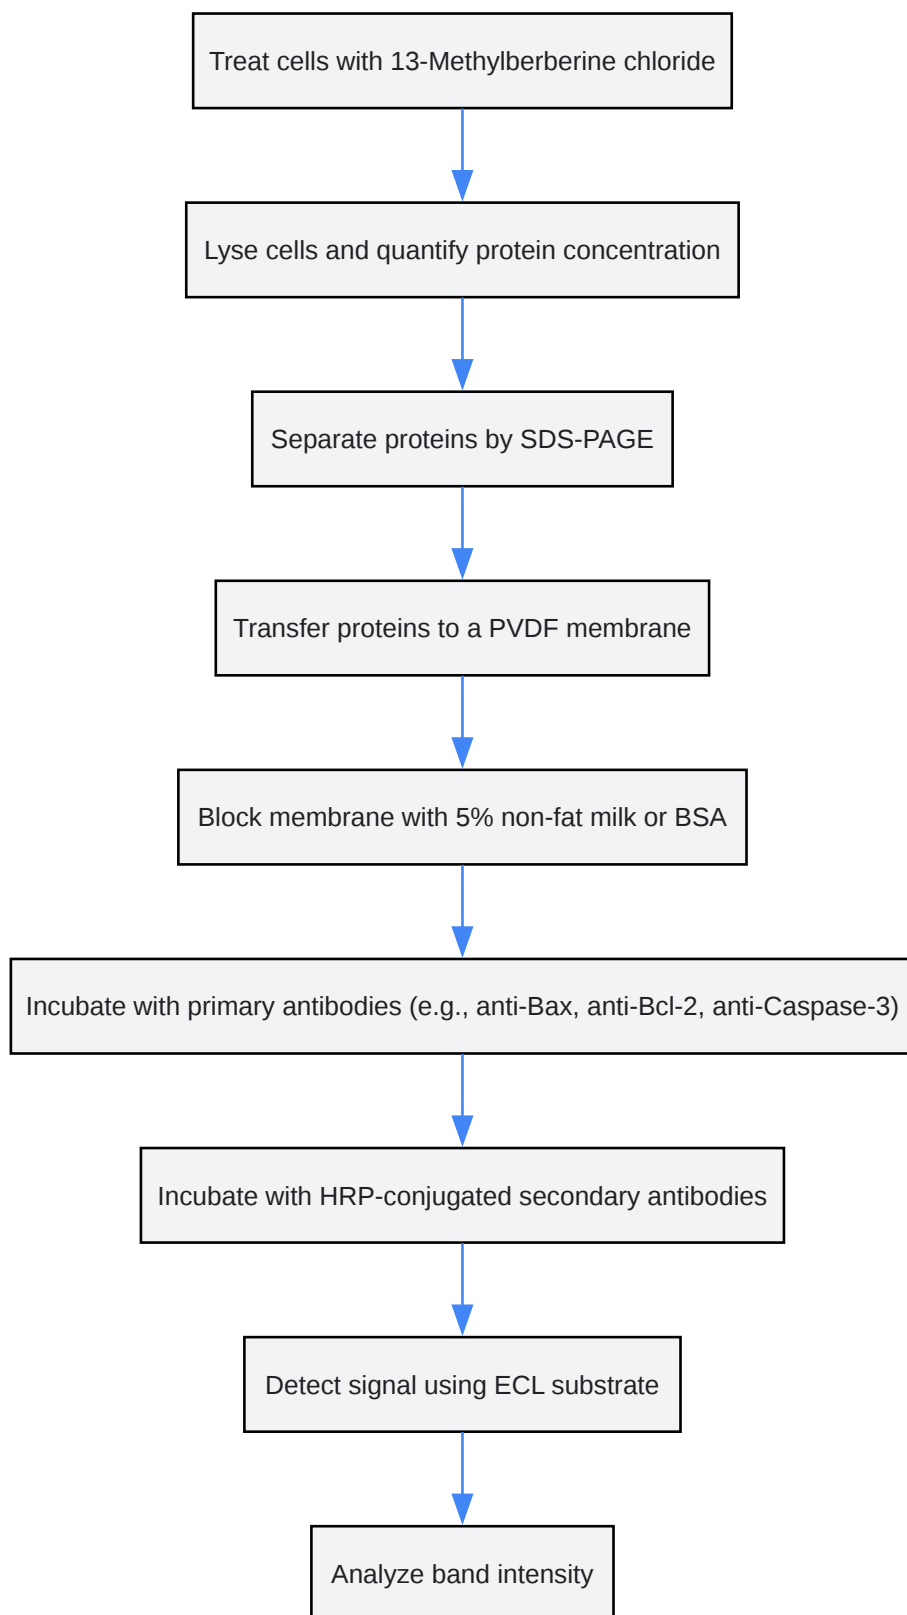 Treat cells with 13-Methylberberine chloride
Lyse cells and quantify protein concentration
Separate proteins by SDS-PAGE
Transfer proteins to a PVDF membrane
Block membrane with 5% non-fat milk or BSA
Incubate with primary antibodies (e.g., anti-Bax, anti-Bcl-2, anti-Caspase-3)
Incubate with HRP-conjugated secondary antibodies
Detect signal using ECL substrate
Analyze band intensity